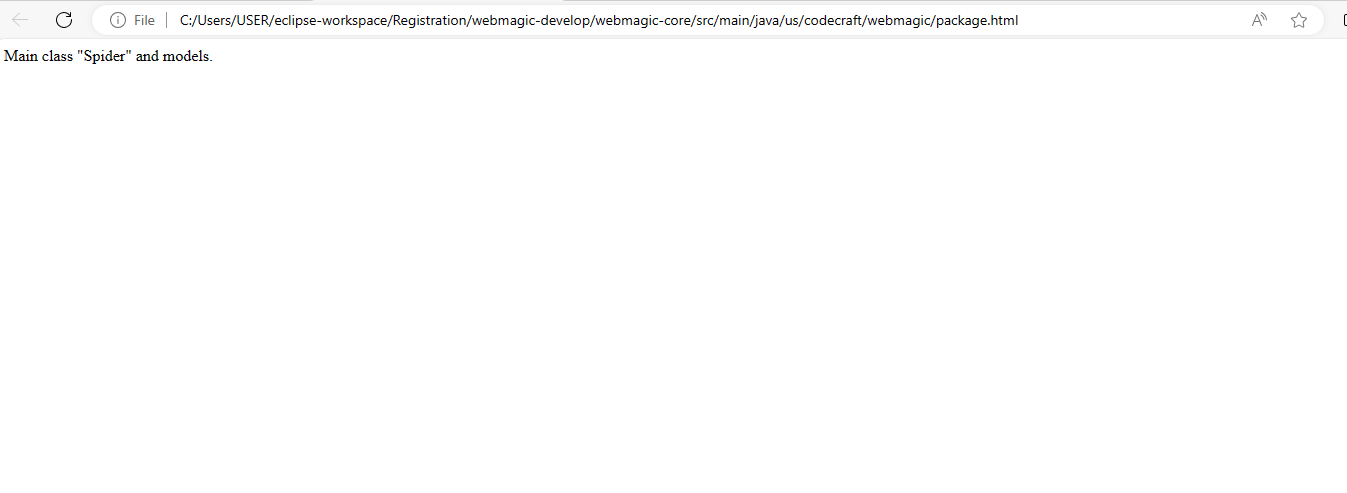 File | C:/Users/USER/eclipse-workspace/Registration/webmagic-develop/webmagic-core/src/main/java/us/codecraft/webmagic/package.html
Main class "Spider" and models.